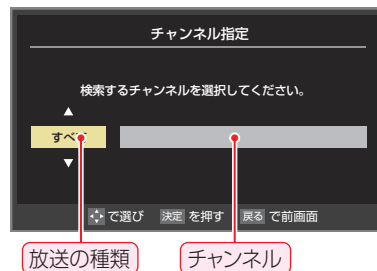 チャンネル指定
検索するチャンネルを選択してください。
▲
すべて
▼
で選び 決定 を押す 戻る で前画面
放送の種類 チャンネル